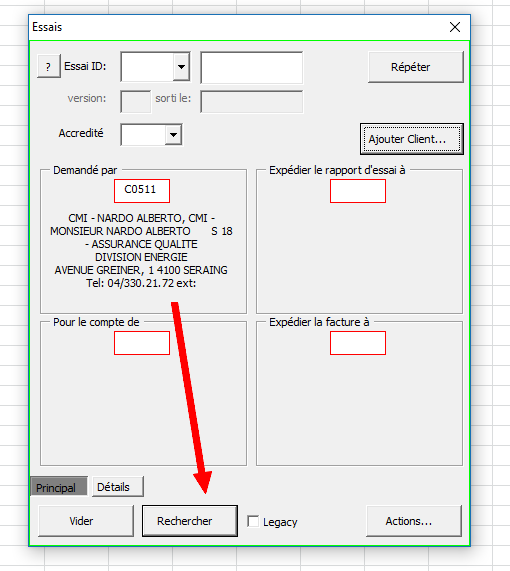 Essais
? Essai ID: Répéter
version: sorti le:
Accredité
Ajouter Client...
Demandé par
C0511
CMI - NARDO ALBERTO, CMI -
MONSIEUR NARDO ALBERTO S 18
- ASSURANCE QUALITE
DIVISION ENERGIE
AVENUE GREINER, 1 4100 SERAING
Tel: 04/330.21.72 ext:
Expédier le rapport d'essai à
Pour le compte de
Expédier la facture à
Principal Détails
Vider Rechercher Legacy Actions...